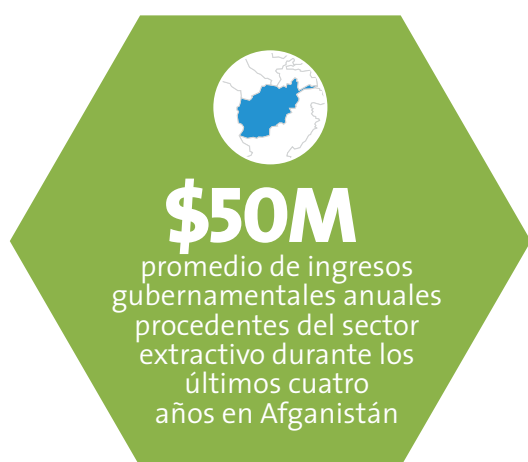 $50M
promedio de ingresos
gubernamentales anuales
procedentes del sector
extractivo durante los
últimos cuatro
años en Afganistán